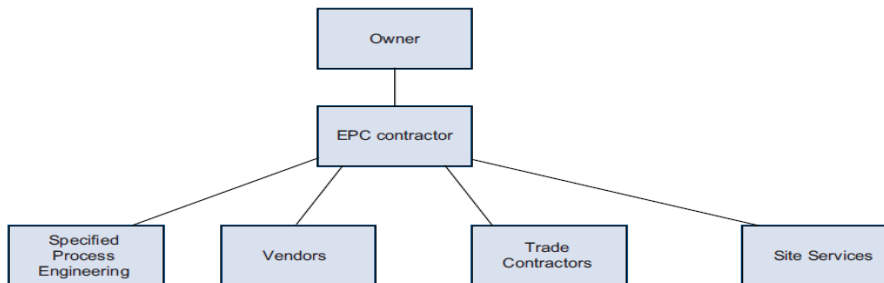 Owner
EPC contractor
Specified
Process
Engineering
Vendors
Trade
Contractors
Site Services